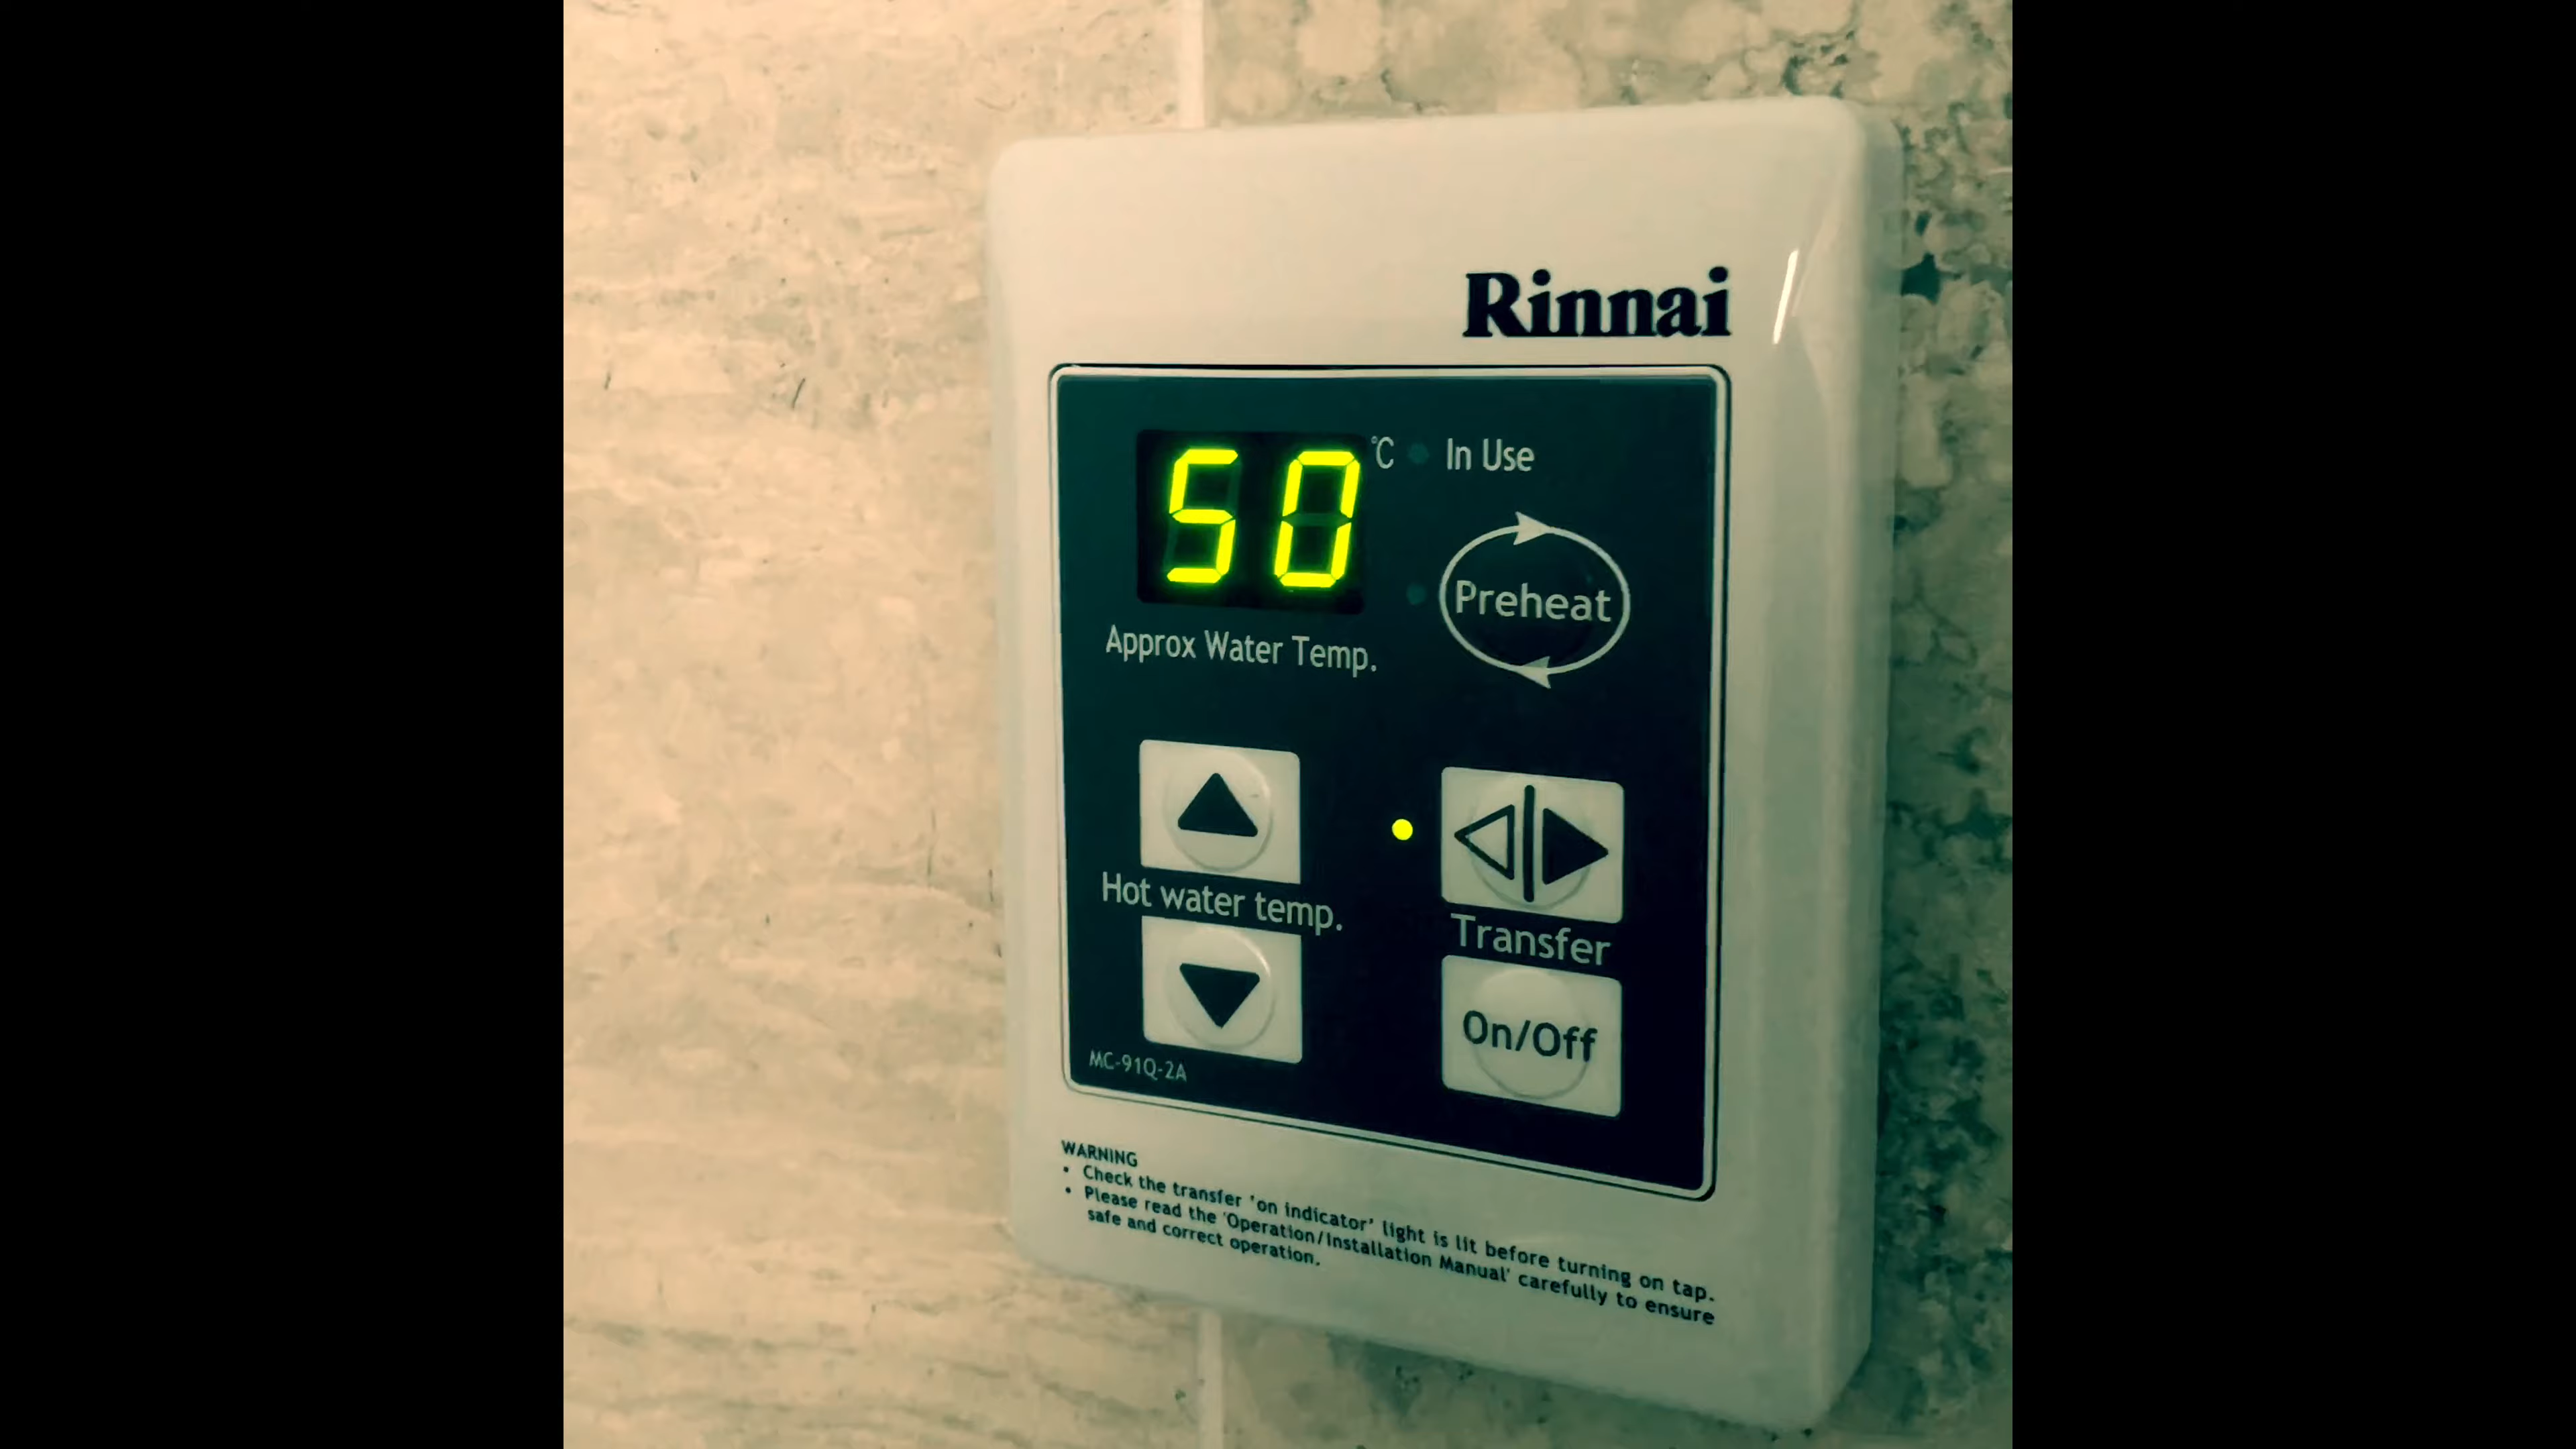 Rinnai
50 °C In Use
Preheat
Approx Water Temp.
Hot water temp.
Transfer
On/Off
MC-91Q-2A
WARNING
• Check the transfer 'on indicator' light is lit before turning on tap.
• Please read the 'Operation/Installation Manual' carefully to ensure
safe and correct operation.